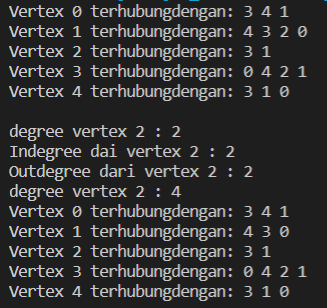 Vertex 0 terhubungdengan: 3 4 1
Vertex 1 terhubungdengan: 4 3 2 0
Vertex 2 terhubungdengan: 3 1
Vertex 3 terhubungdengan: 0 4 2 1
Vertex 4 terhubungdengan: 3 1 0
degree vertex 2 : 2
Indegree dai vertex 2 : 2
Outdegree dari vertex 2 : 2
degree vertex 2 : 4
Vertex 0 terhubungdengan: 3 4 1
Vertex 1 terhubungdengan: 4 3 0
Vertex 2 terhubungdengan: 3 1
Vertex 3 terhubungdengan: 0 4 2 1
Vertex 4 terhubungdengan: 3 1 0